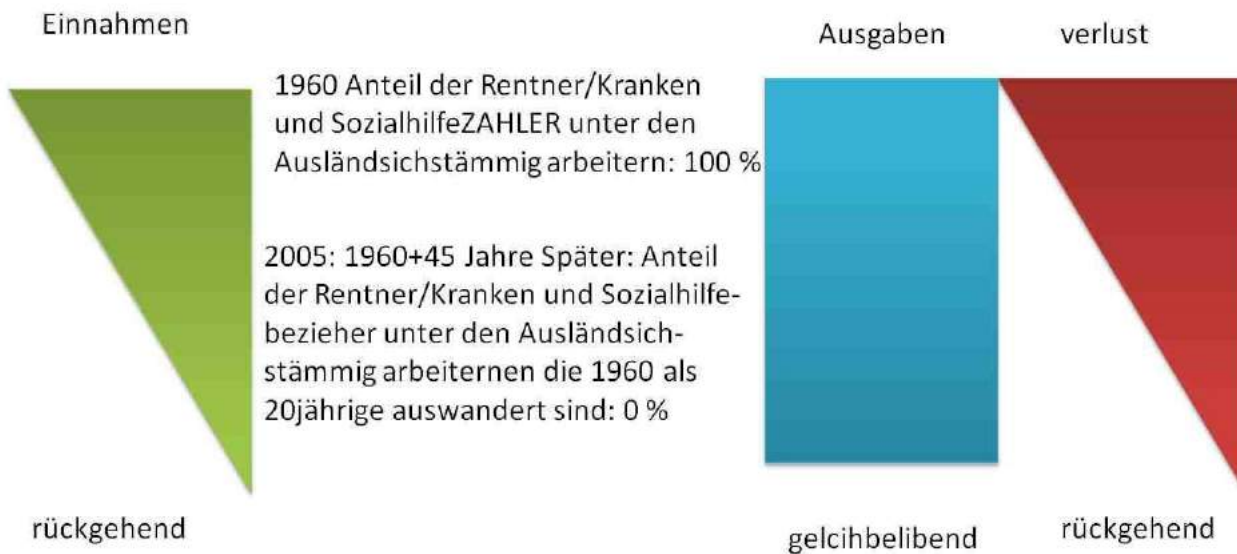 Einnahmen
Ausgaben
verlust
1960 Anteil der Rentner/Kranken
und SozialhilfeZAHLER unter den
Ausländsichstämmig arbeitern: 100 %
2005: 1960+45 Jahre Später: Anteil
der Rentner/Kranken und Sozialhilfe-
bezieher unter den Ausländsich-
stämmig arbeiternen die 1960 als
20jährige auswandert sind: 0 %
rückgehend
gelcihbelibend
rückgehend